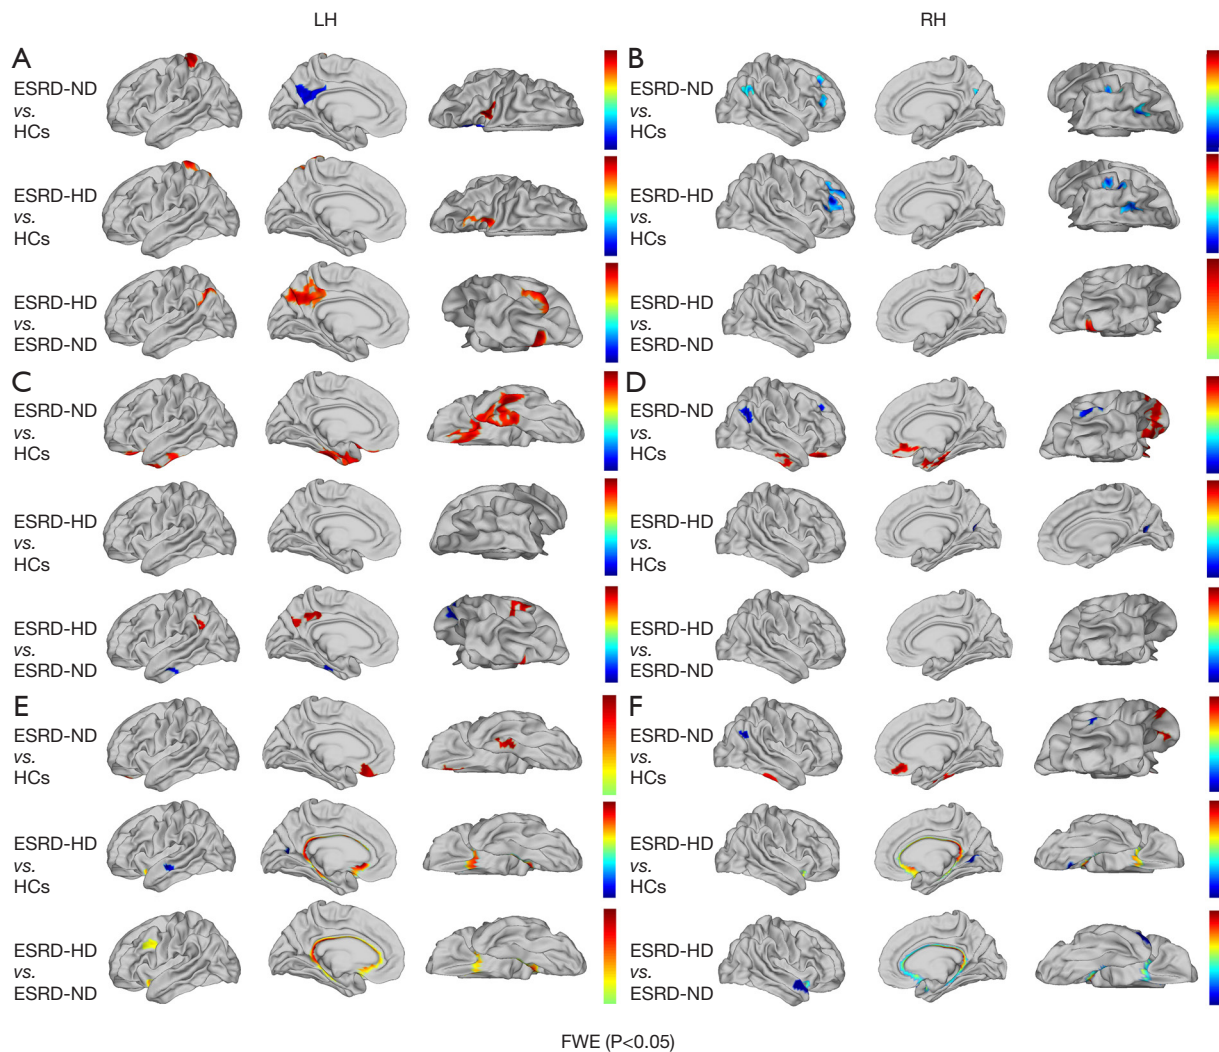 LH
RH
A
ESRD-ND
vs.
HCs
B
ESRD-ND
vs.
HCs
ESRD-HD
vs.
HCs
ESRD-HD
vs.
HCs
ESRD-HD
vs.
ESRD-ND
ESRD-HD
vs.
ESRD-ND
C
ESRD-ND
vs.
HCs
D
ESRD-ND
vs.
HCs
ESRD-HD
vs.
HCs
ESRD-HD
vs.
HCs
ESRD-HD
vs.
ESRD-ND
ESRD-HD
vs.
ESRD-ND
E
ESRD-ND
vs.
HCs
F
ESRD-ND
vs.
HCs
ESRD-HD
vs.
HCs
ESRD-HD
vs.
HCs
ESRD-HD
vs.
ESRD-ND
ESRD-HD
vs.
ESRD-ND
FWE (P<0.05)